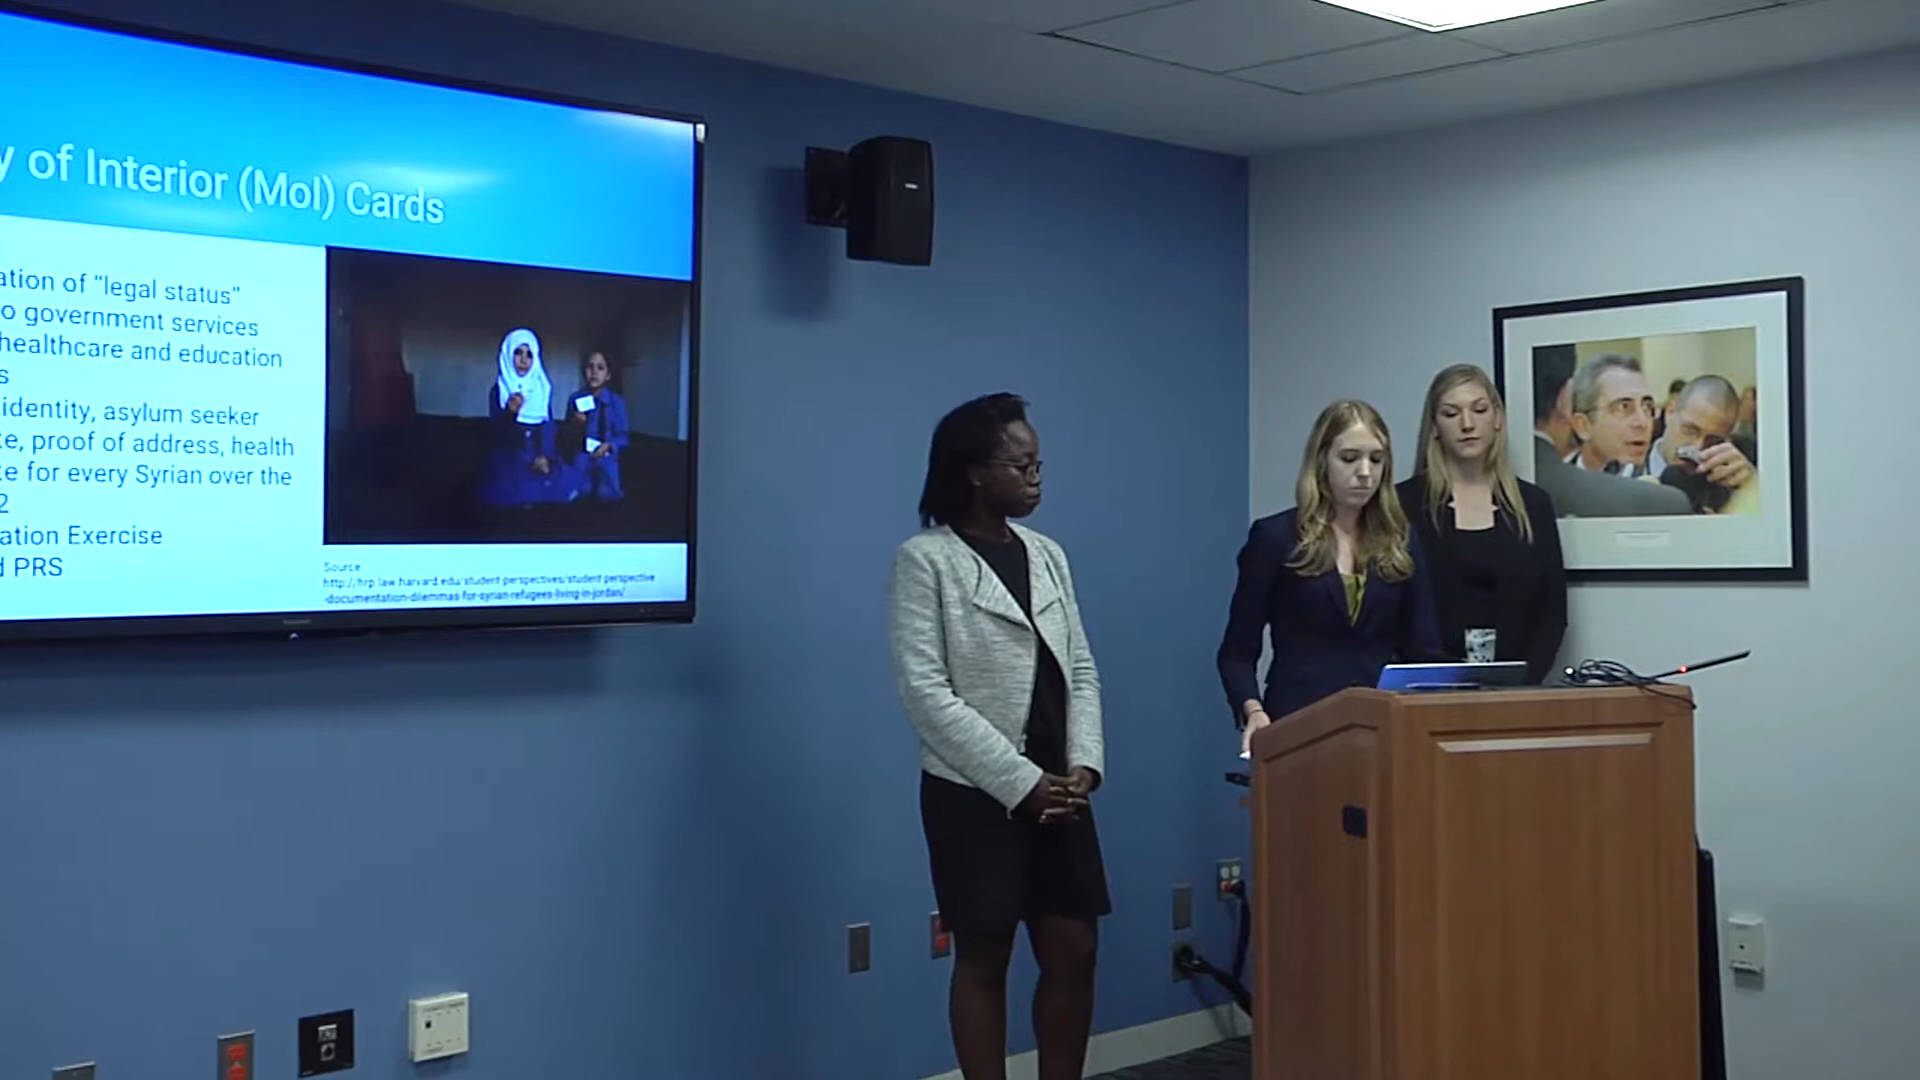 y of Interior (MoI) Cards
ation of "legal status"
o government services
healthcare and education
s
identity, asylum seeker
te, proof of address, health
te for every Syrian over the
2
ation Exercise
d PRS
Source:
http://hrp.law.harvard.edu/student-perspectives/student-perspective
-documentation-dilemmas-for-syrian-refugees-living-in-jordan/